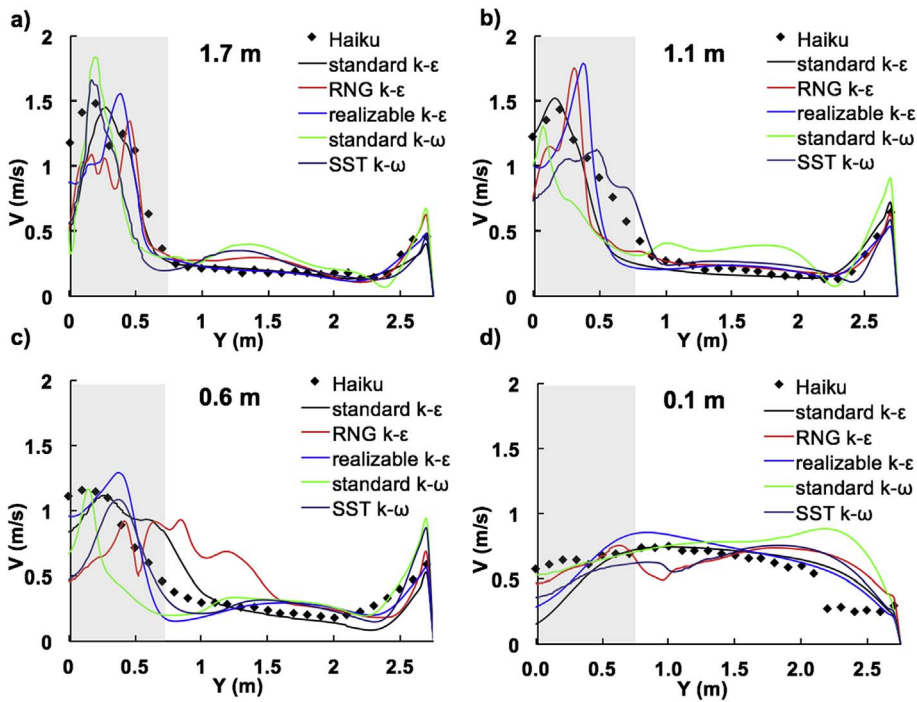 a)
1.7 m
Haiku
standard k-ε
RNG k-ε
realizable k-ε
standard k-ω
SST k-ω
2
1.5
1
0.5
0
V (m/s)
0 0.5 1 1.5 2 2.5
Y (m)
b)
1.1 m
Haiku
standard k-ε
RNG k-ε
realizable k-ε
standard k-ω
SST k-ω
2
1.5
1
0.5
0
V (m/s)
0 0.5 1 1.5 2 2.5
Y (m)
c)
0.6 m
Haiku
standard k-ε
RNG k-ε
realizable k-ε
standard k-ω
SST k-ω
2
1.5
1
0.5
0
V (m/s)
0 0.5 1 1.5 2 2.5
Y (m)
d)
0.1 m
Haiku
standard k-ε
RNG k-ε
realizable k-ε
standard k-ω
SST k-ω
2
1.5
1
0.5
0
V (m/s)
0.0 0.5 1.0 1.5 2.0 2.5
Y (m)